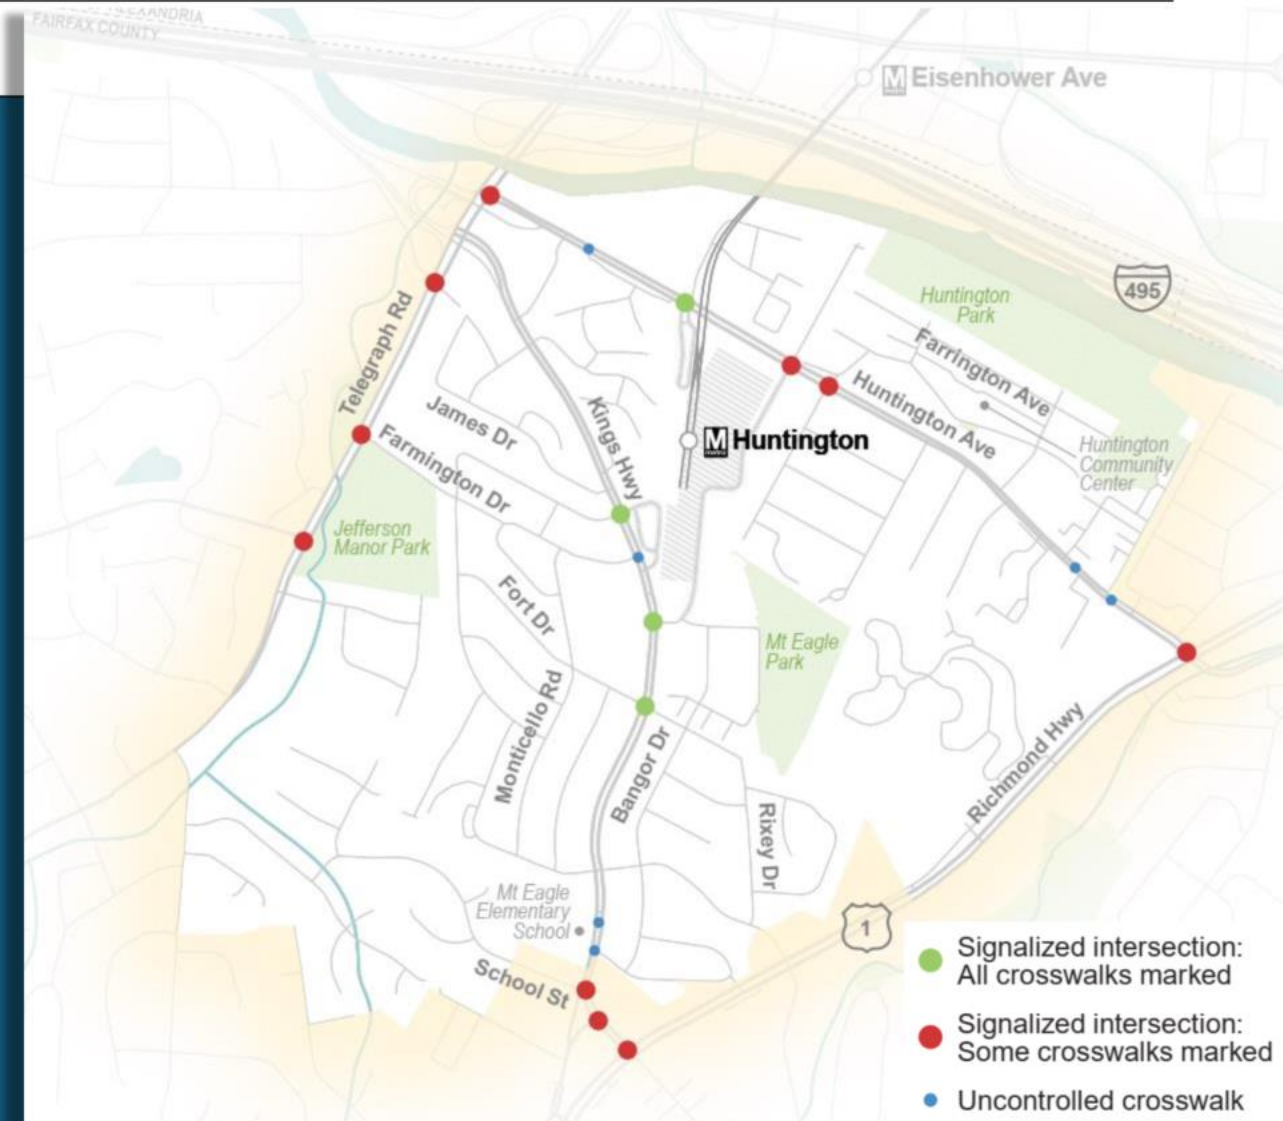 ALEXANDRIA
FAIRFAX COUNTY
M Eisenhower Ave
495
Huntington
Park
Farrington Ave
Telegraph Rd
Huntington Ave
James Dr
Kings Hwy
M Huntington
metro
Farmington Dr
Huntington
Community
Center
Jefferson
Manor Park
Fort Dr
Mt Eagle
Park
Monticello Rd
Bangor Dr
Richmond Hwy
Rixey Dr
Mt Eagle
Elementary
School
1
School St
Signalized intersection:
All crosswalks marked
Signalized intersection:
Some crosswalks marked
Uncontrolled crosswalk